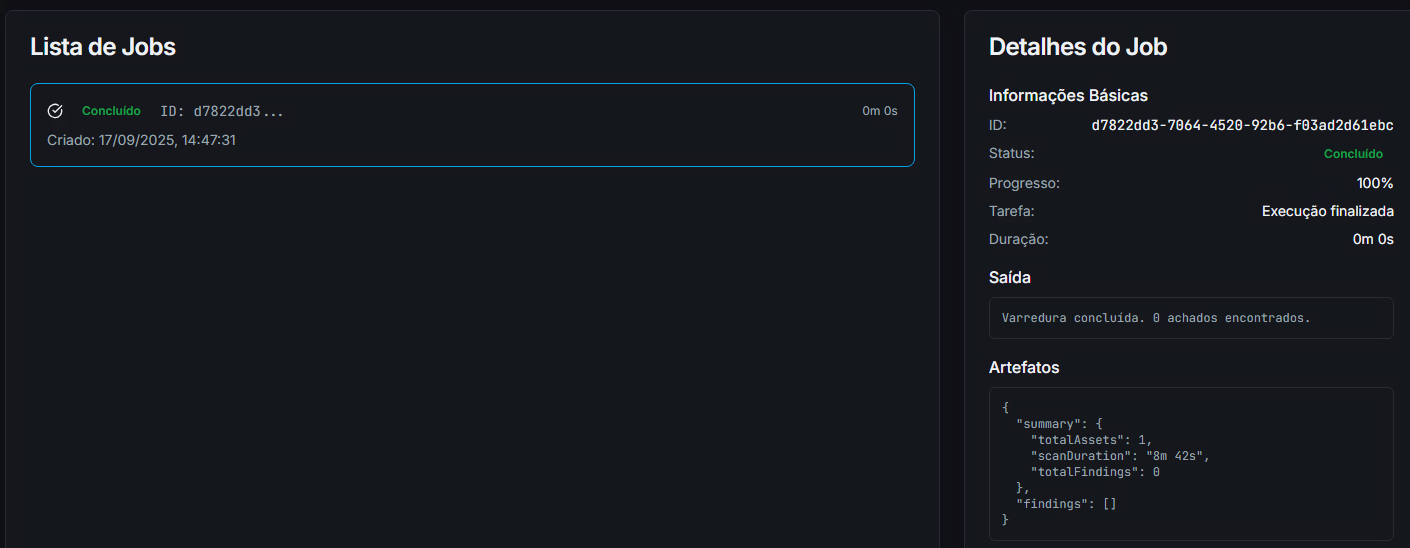 Lista de Jobs
Concluído ID: d7822dd3... 0m 0s
Criado: 17/09/2025, 14:47:31
Detalhes do Job
Informações Básicas
ID: d7822dd3-7064-4520-92b6-f03ad2d61ebc
Status: Concluído
Progresso: 100%
Tarefa: Execução finalizada
Duração: 0m 0s
Saída
Varredura concluída. 0 achados encontrados.
Artefatos
{
  "summary": {
    "totalAssets": 1,
    "scanDuration": "8m 42s",
    "totalFindings": 0
  },
  "findings": []
}